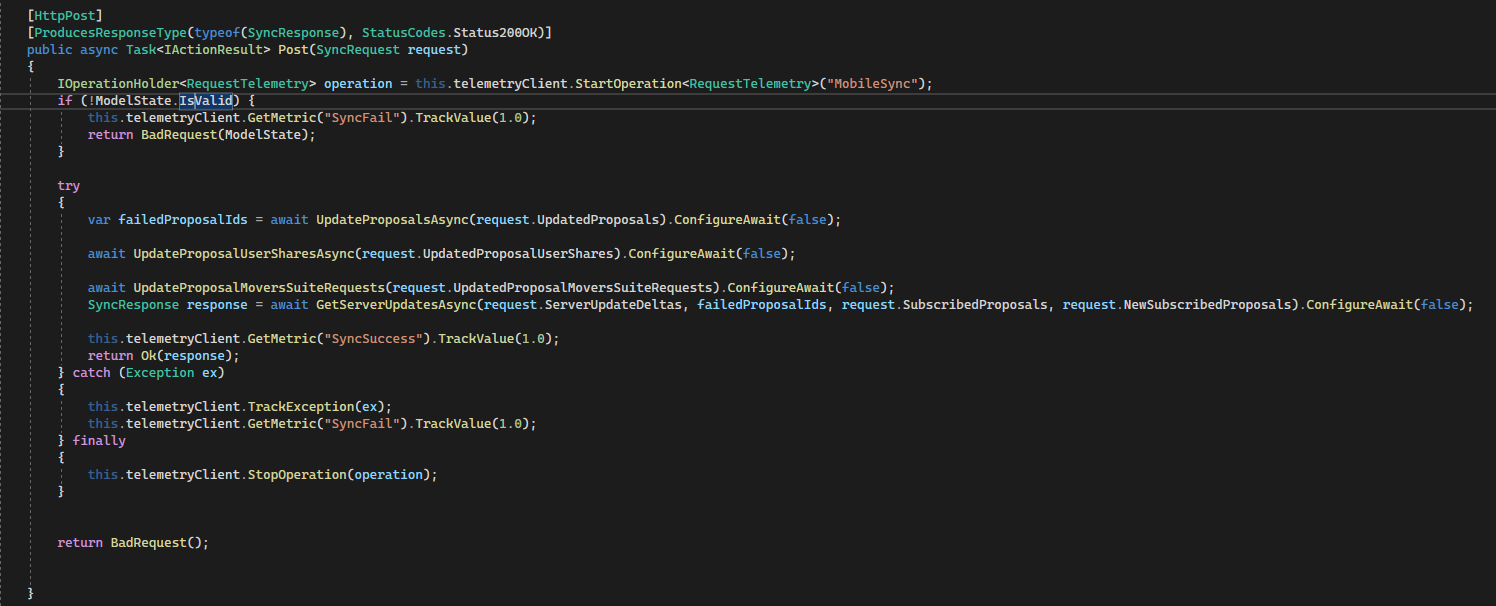 [HttpPost]
[ProducesResponseType(typeof(SyncResponse), StatusCodes.Status200OK)]
public async Task<IActionResult> Post(SyncRequest request)
{
    IOperationHolder<RequestTelemetry> operation = this.telemetryClient.StartOperation<RequestTelemetry>("MobileSync");
    if (!ModelState.IsValid) {
        this.telemetryClient.GetMetric("SyncFail").TrackValue(1.0);
        return BadRequest(ModelState);
    }

    try
    {
        var failedProposalIds = await UpdateProposalsAsync(request.UpdatedProposals).ConfigureAwait(false);

        await UpdateProposalUserSharesAsync(request.UpdatedProposalUserShares).ConfigureAwait(false);

        await UpdateProposalMoversSuiteRequests(request.UpdatedProposalMoversSuiteRequests).ConfigureAwait(false);
        SyncResponse response = await GetServerUpdatesAsync(request.ServerUpdateDeltas, failedProposalIds, request.SubscribedProposals, request.NewSubscribedProposals).ConfigureAwait(false);

        this.telemetryClient.GetMetric("SyncSuccess").TrackValue(1.0);
        return Ok(response);
    } catch (Exception ex)
    {
        this.telemetryClient.TrackException(ex);
        this.telemetryClient.GetMetric("SyncFail").TrackValue(1.0);
    } finally
    {
        this.telemetryClient.StopOperation(operation);
    }


    return BadRequest();


}